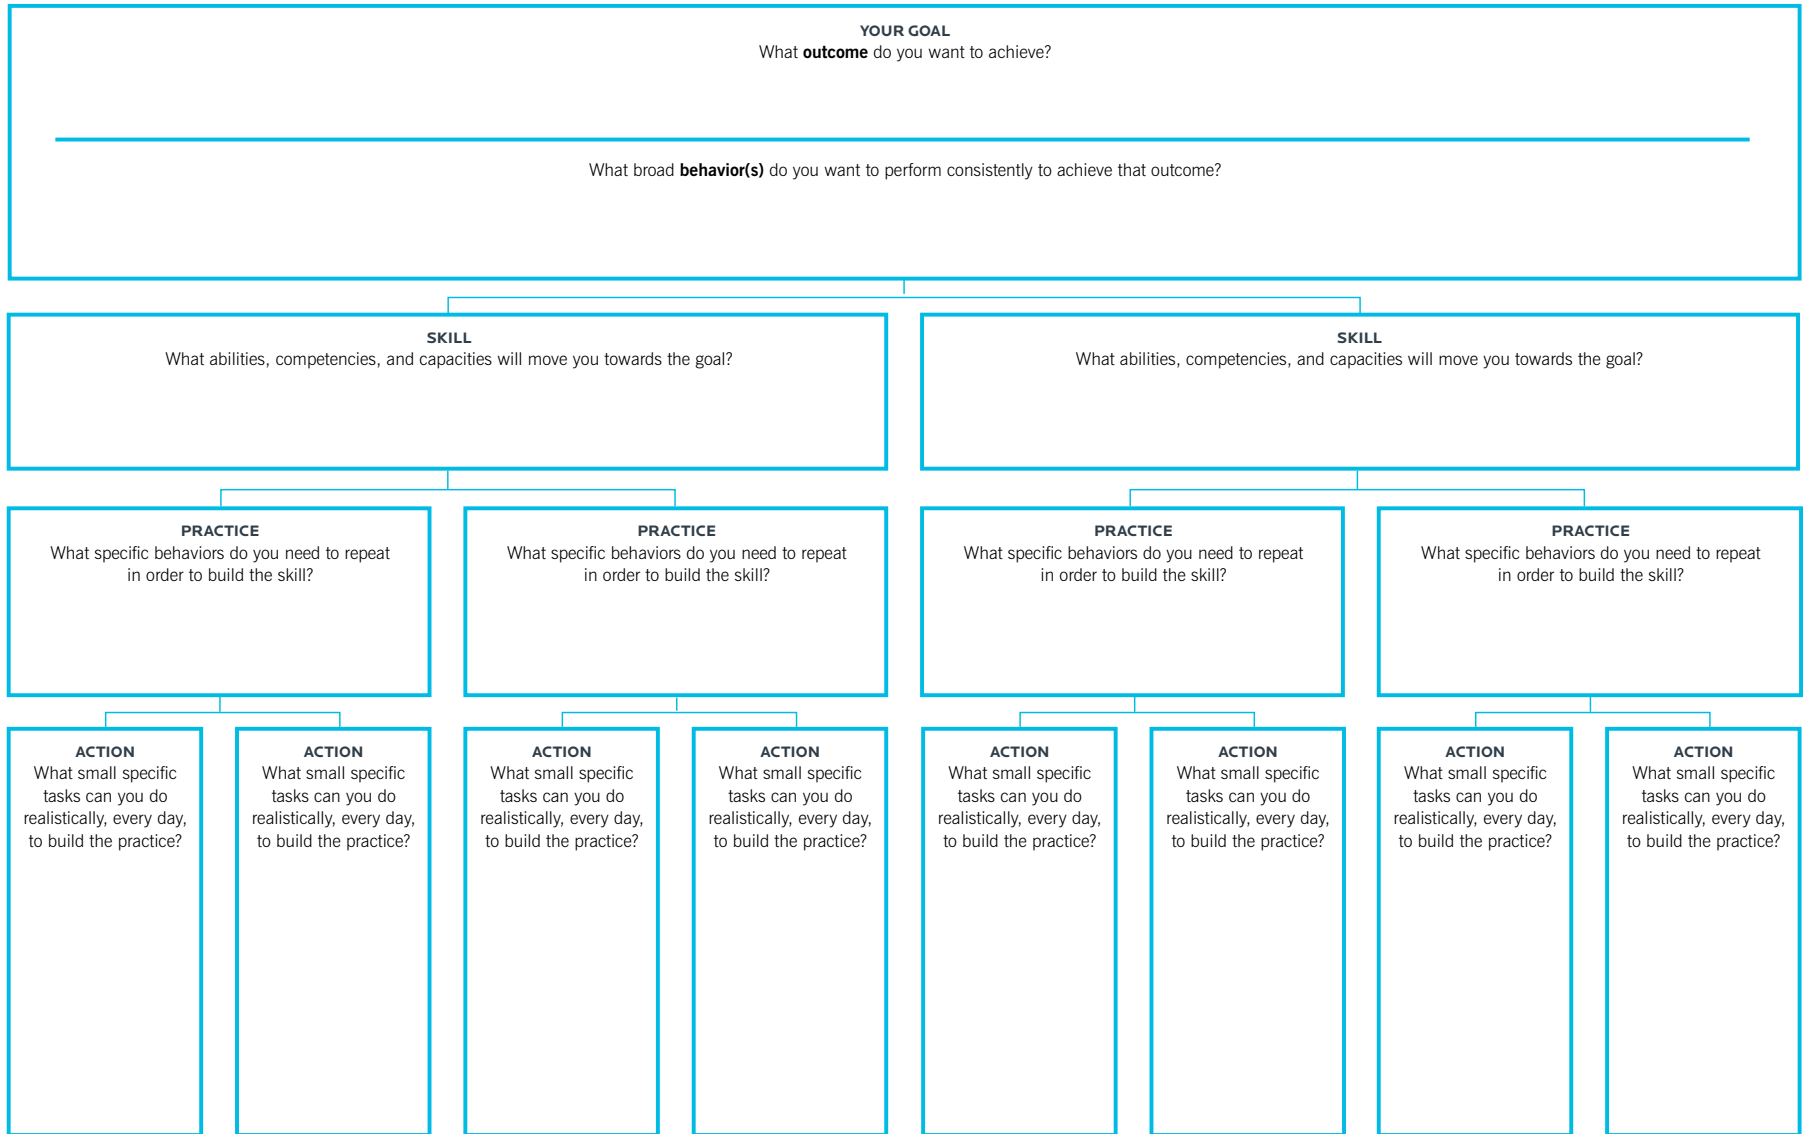 YOUR GOAL
What outcome do you want to achieve?
What broad behavior(s) do you want to perform consistently to achieve that outcome?
SKILL
What abilities, competencies, and capacities will move you towards the goal?
SKILL
What abilities, competencies, and capacities will move you towards the goal?
PRACTICE
What specific behaviors do you need to repeat
in order to build the skill?
PRACTICE
What specific behaviors do you need to repeat
in order to build the skill?
PRACTICE
What specific behaviors do you need to repeat
in order to build the skill?
PRACTICE
What specific behaviors do you need to repeat
in order to build the skill?
ACTION
What small specific
tasks can you do
realistically, every day,
to build the practice?
ACTION
What small specific
tasks can you do
realistically, every day,
to build the practice?
ACTION
What small specific
tasks can you do
realistically, every day,
to build the practice?
ACTION
What small specific
tasks can you do
realistically, every day,
to build the practice?
ACTION
What small specific
tasks can you do
realistically, every day,
to build the practice?
ACTION
What small specific
tasks can you do
realistically, every day,
to build the practice?
ACTION
What small specific
tasks can you do
realistically, every day,
to build the practice?
ACTION
What small specific
tasks can you do
realistically, every day,
to build the practice?